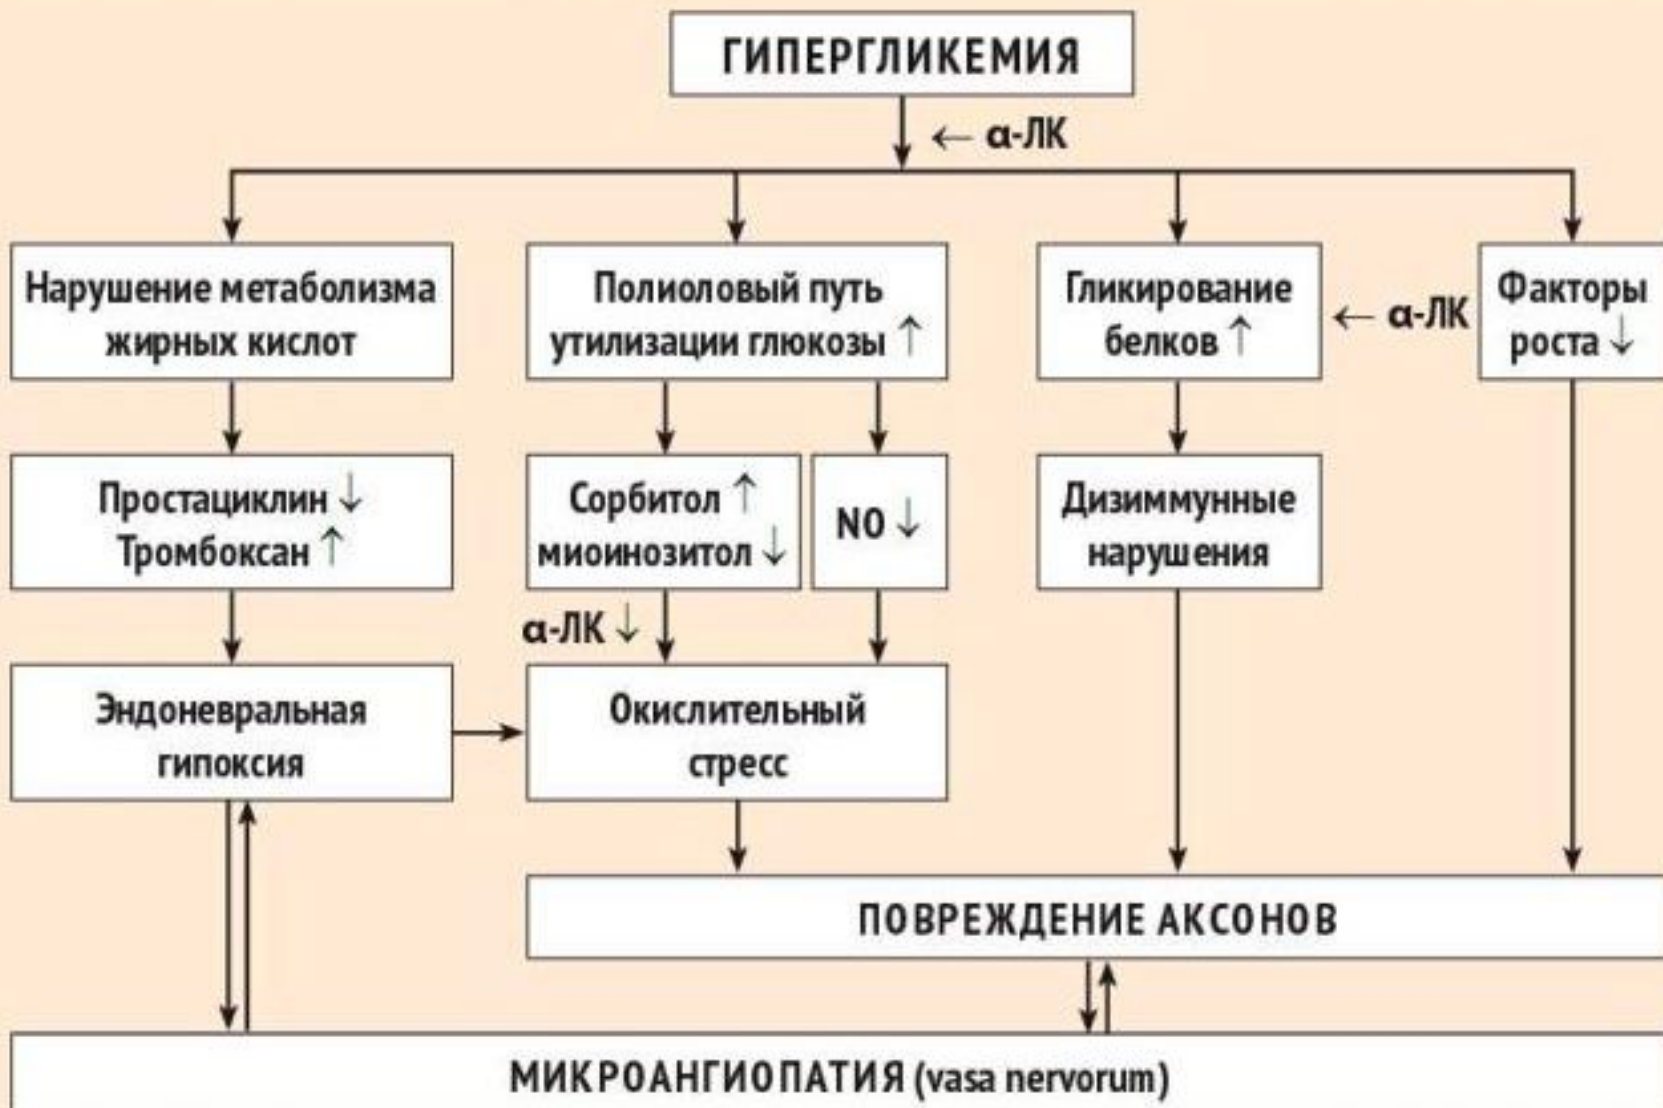 ГИПЕРГЛИКЕМИЯ
← α-ЛК
Нарушение метаболизма
жирных кислот
Полиоловый путь
утилизации глюкозы ↑
Гликирование
белков ↑
← α-ЛК
Факторы
роста ↓
Простациклин ↓
Тромбоксан ↑
Сорбитол ↑
миоинозитол ↓
NO ↓
Дизиммунные
нарушения
α-ЛК ↓
Эндоневральная
гипоксия
Окислительный
стресс
ПОВРЕЖДЕНИЕ АКСОНОВ
МИКРОАНГИОПАТИЯ (vasa nervorum)